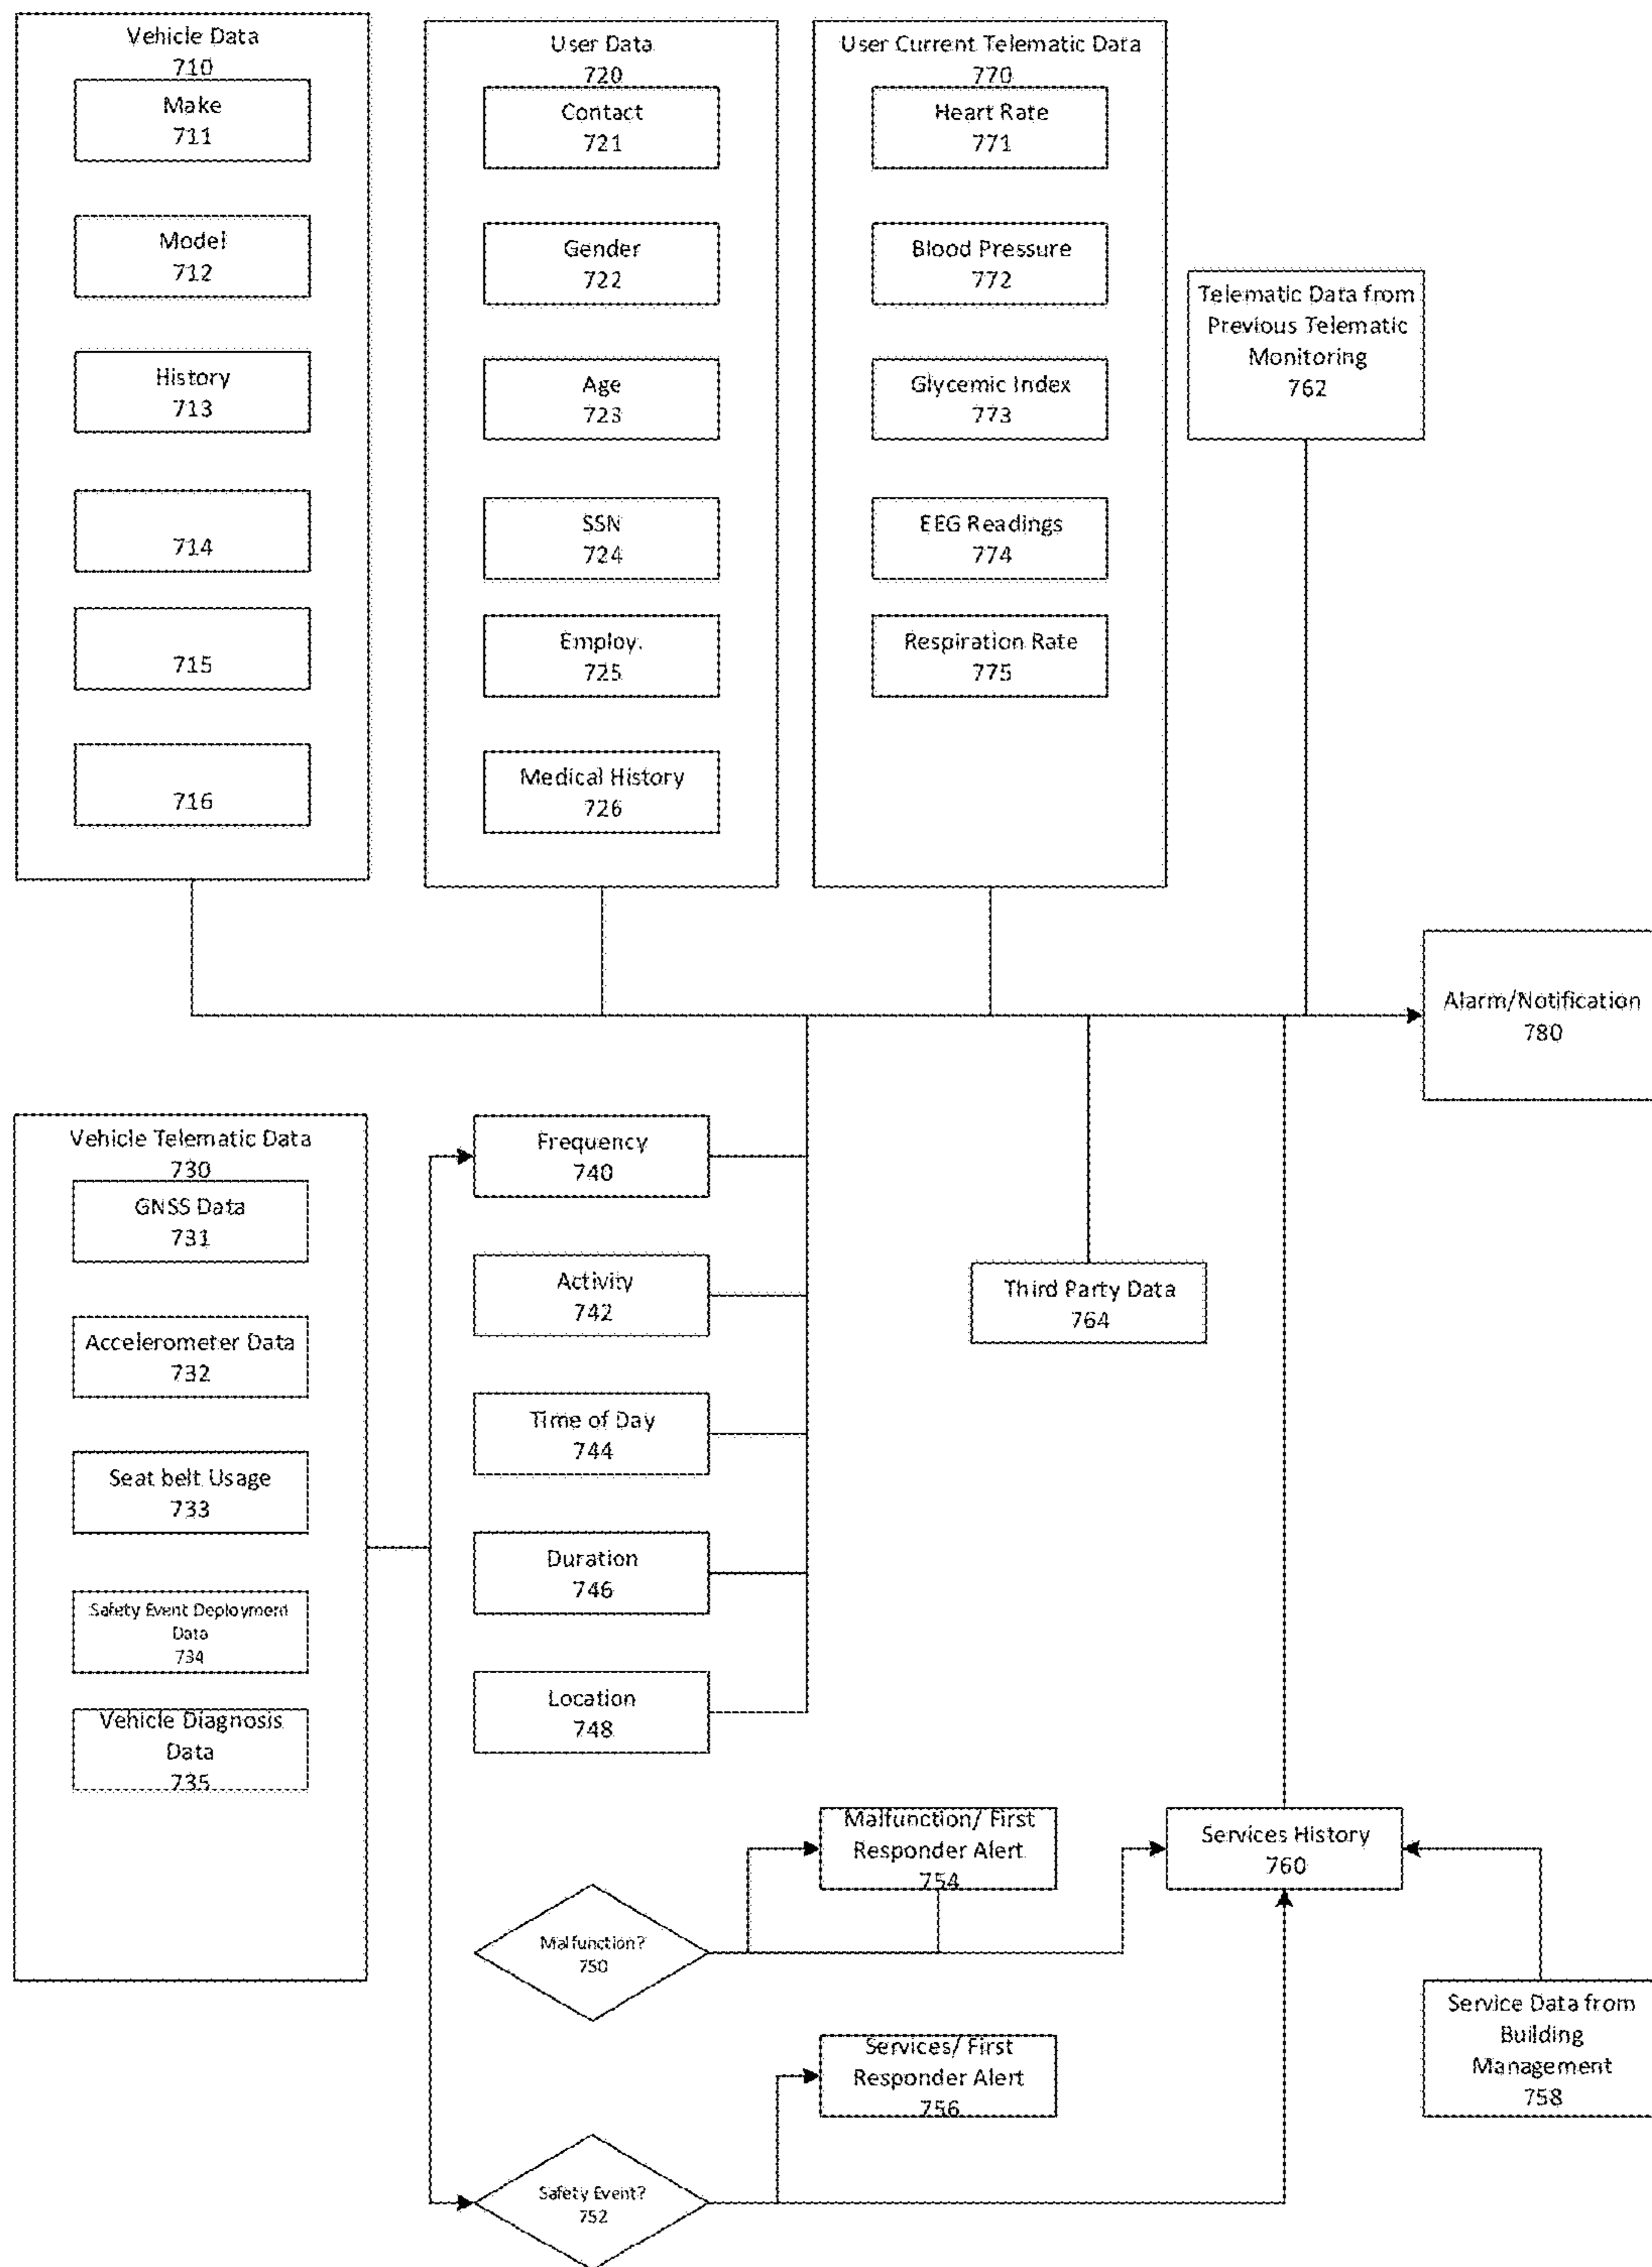 Vehicle Data
710
Make
711
Model
712
History
713
714
715
716
User Data
720
Contact
721
Gender
722
Age
723
SSN
724
Employ.
725
Medical History
726
User Current Telematic Data
770
Heart Rate
771
Blood Pressure
772
Glycemic Index
773
EEG Readings
774
Respiration Rate
775
Telematic Data from
Previous Telematic
Monitoring
762
Alarm/Notification
780
Vehicle Telematic Data
730
GNSS Data
731
Accelerometer Data
732
Seat belt Usage
733
Safety Event Deployment
Data
734
Vehicle Diagnosis
Data
735
Frequency
740
Activity
742
Time of Day
744
Duration
746
Location
748
Third Party Data
764
Malfunction?
750
Malfunction/ First
Responder Alert
754
Services History
760
Safety Event?
752
Services/ First
Responder Alert
756
Service Data from
Building
Management
758